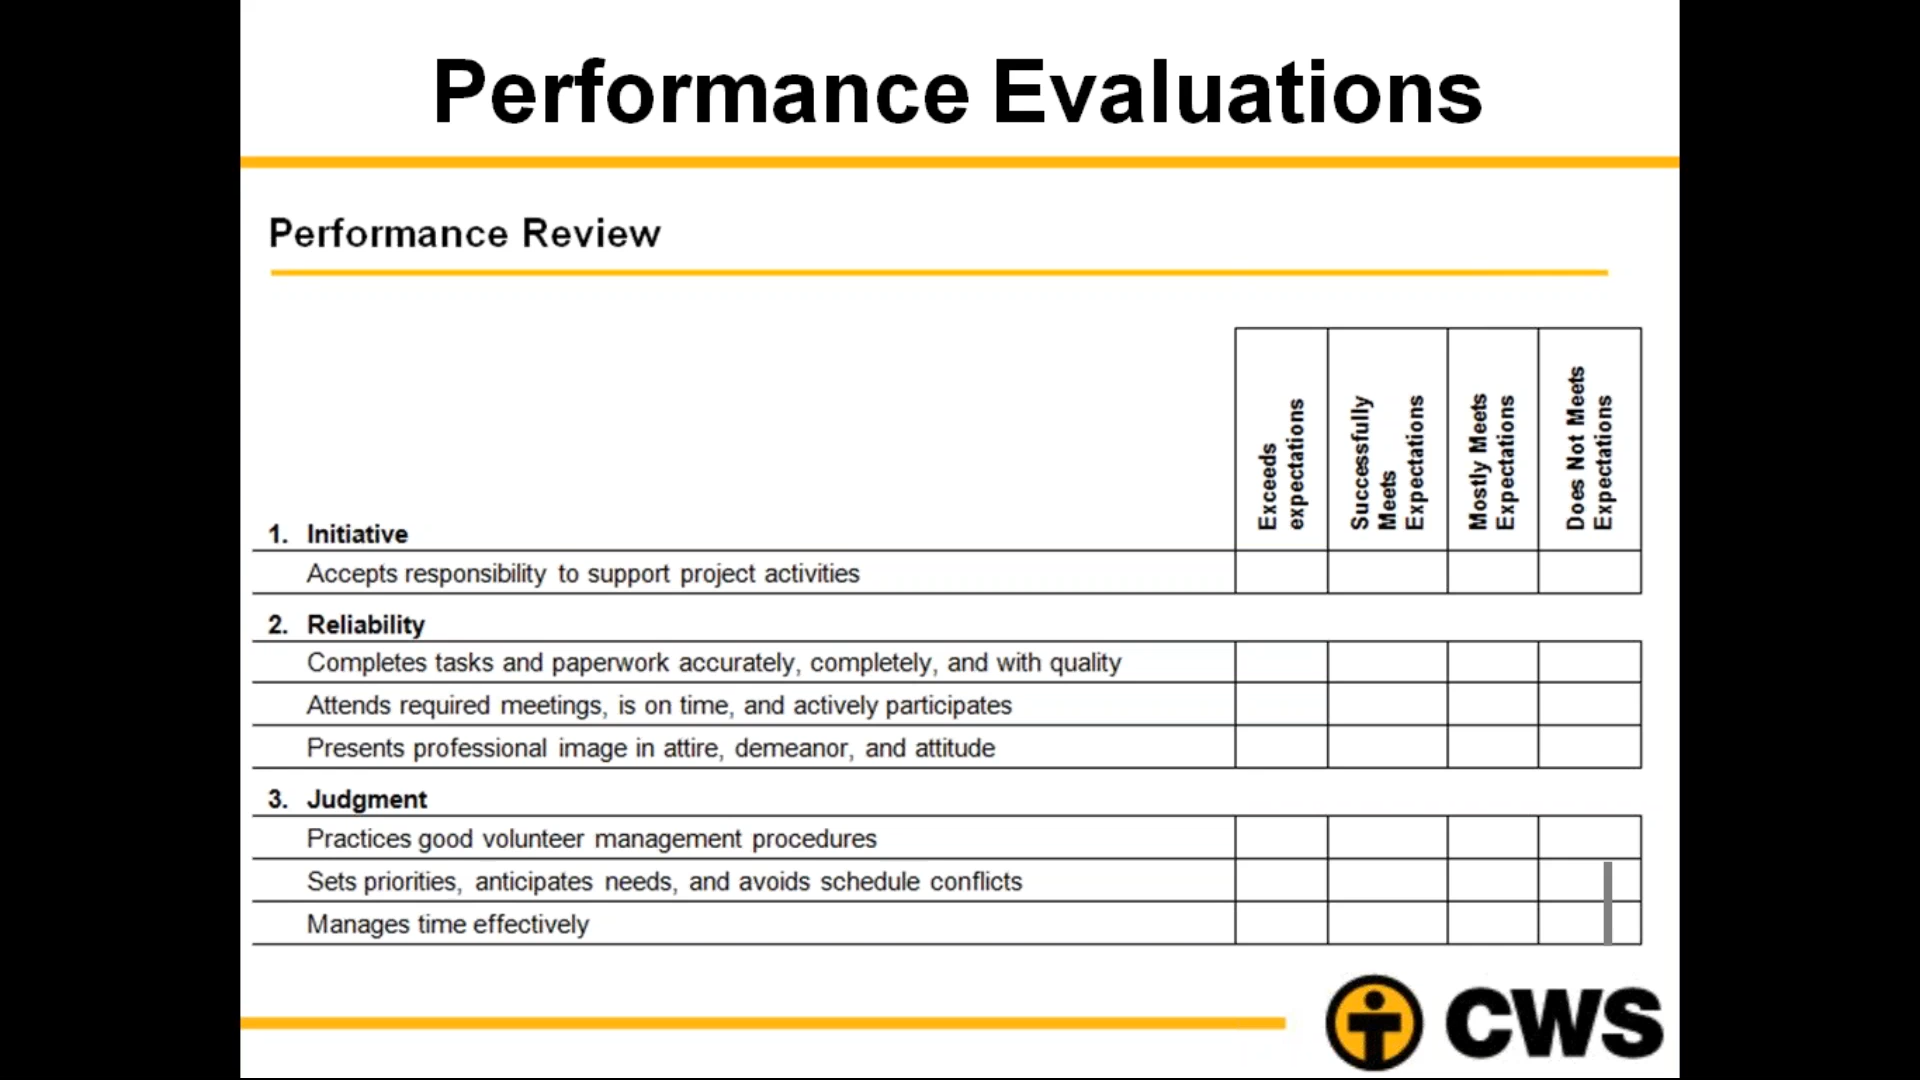 Performance Evaluations
Performance Review
Exceeds
expectations
Successfully
Meets
Expectations
Mostly Meets
Expectations
Does Not Meets
Expectations
1. Initiative
Accepts responsibility to support project activities
2. Reliability
Completes tasks and paperwork accurately, completely, and with quality
Attends required meetings, is on time, and actively participates
Presents professional image in attire, demeanor, and attitude
3. Judgment
Practices good volunteer management procedures
Sets priorities, anticipates needs, and avoids schedule conflicts
Manages time effectively
CWS